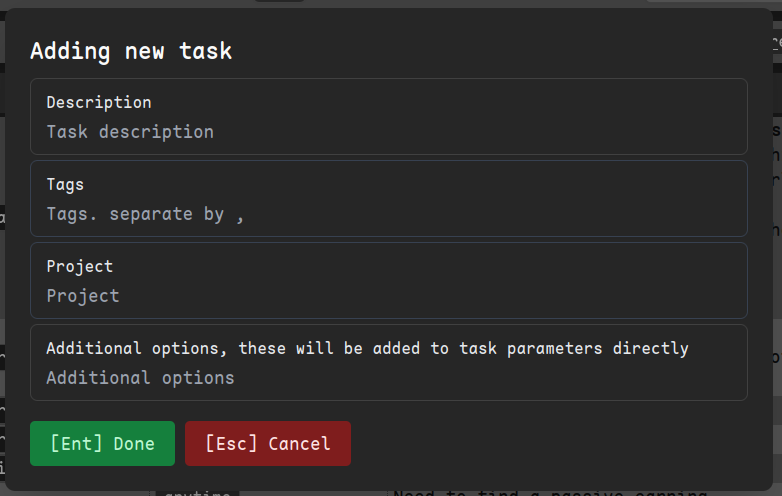 Adding new task
Description
Task description
Tags
Tags. separate by ,
Project
Project
Additional options, these will be added to task parameters directly
Additional options
[Ent] Done
[Esc] Cancel